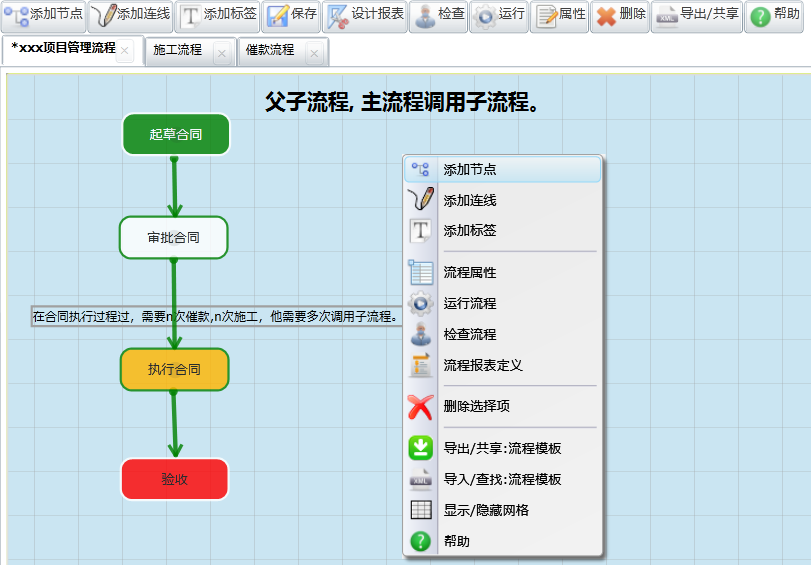 添加节点 添加连线 添加标签 保存 设计报表 检查 运行 属性 删除 导出/共享 帮助
*xxx项目管理流程 施工流程 催款流程
父子流程, 主流程调用子流程。
起草合同
审批合同
在合同执行过程过，需要n次催款,n次施工，他需要多次调用子流程。
执行合同
验收
添加节点
添加连线
T 添加标签
流程属性
运行流程
检查流程
流程报表定义
删除选择项
导出/共享:流程模板
XML 导入/查找:流程模板
显示/隐藏网格
? 帮助